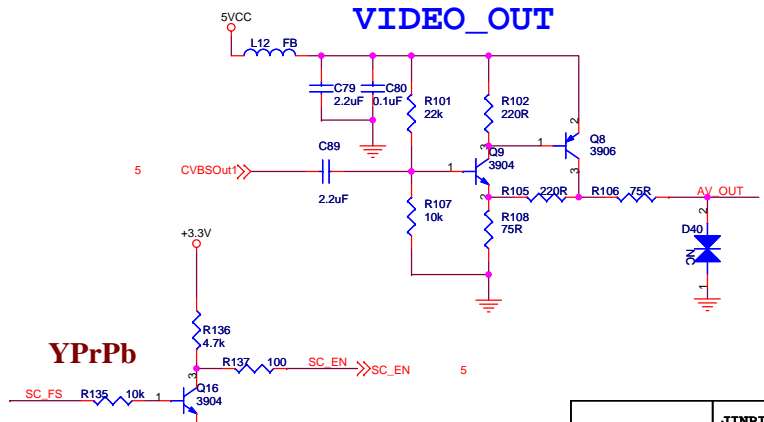 VIDEO_OUT
5VCC
L12 FB
C79
2.2uF
C80
0.1uF
R101
22k
R102
220R
2
1
Q8
3906
3
C89
2.2uF
5
CVBSOut1
3
Q9
3904
1
2
R105 220R
R106 75R
AV_OUT
R107
10k
R108
75R
2
D40
NC
1
+3.3V
R136
4.7k
YPrPb
R137 100
SC_EN
SC_EN
5
SC_FS
R135 10k
1
3
Q16
3904